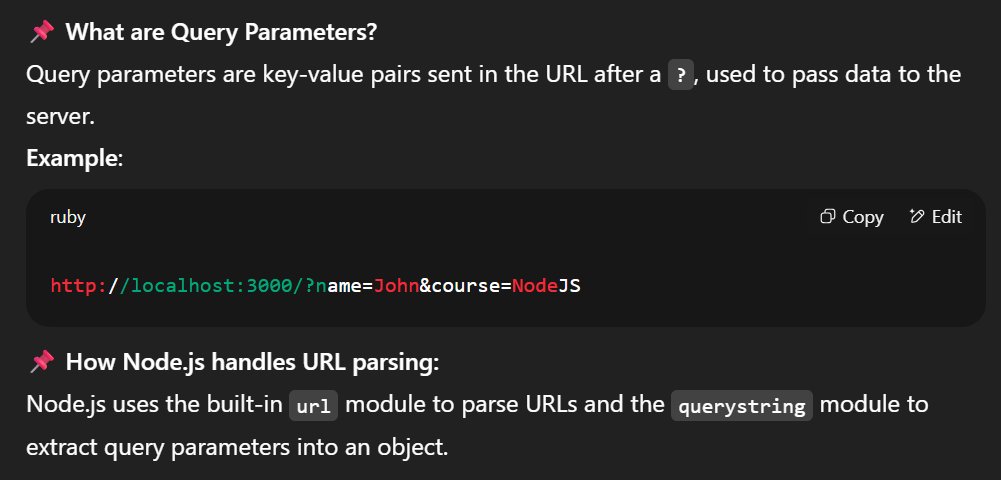 📌 What are Query Parameters?
Query parameters are key-value pairs sent in the URL after a ?, used to pass data to the
server.
Example:
ruby Copy Edit
http://localhost:3000/?name=John&course=NodeJS
📌 How Node.js handles URL parsing:
Node.js uses the built-in url module to parse URLs and the querystring module to
extract query parameters into an object.